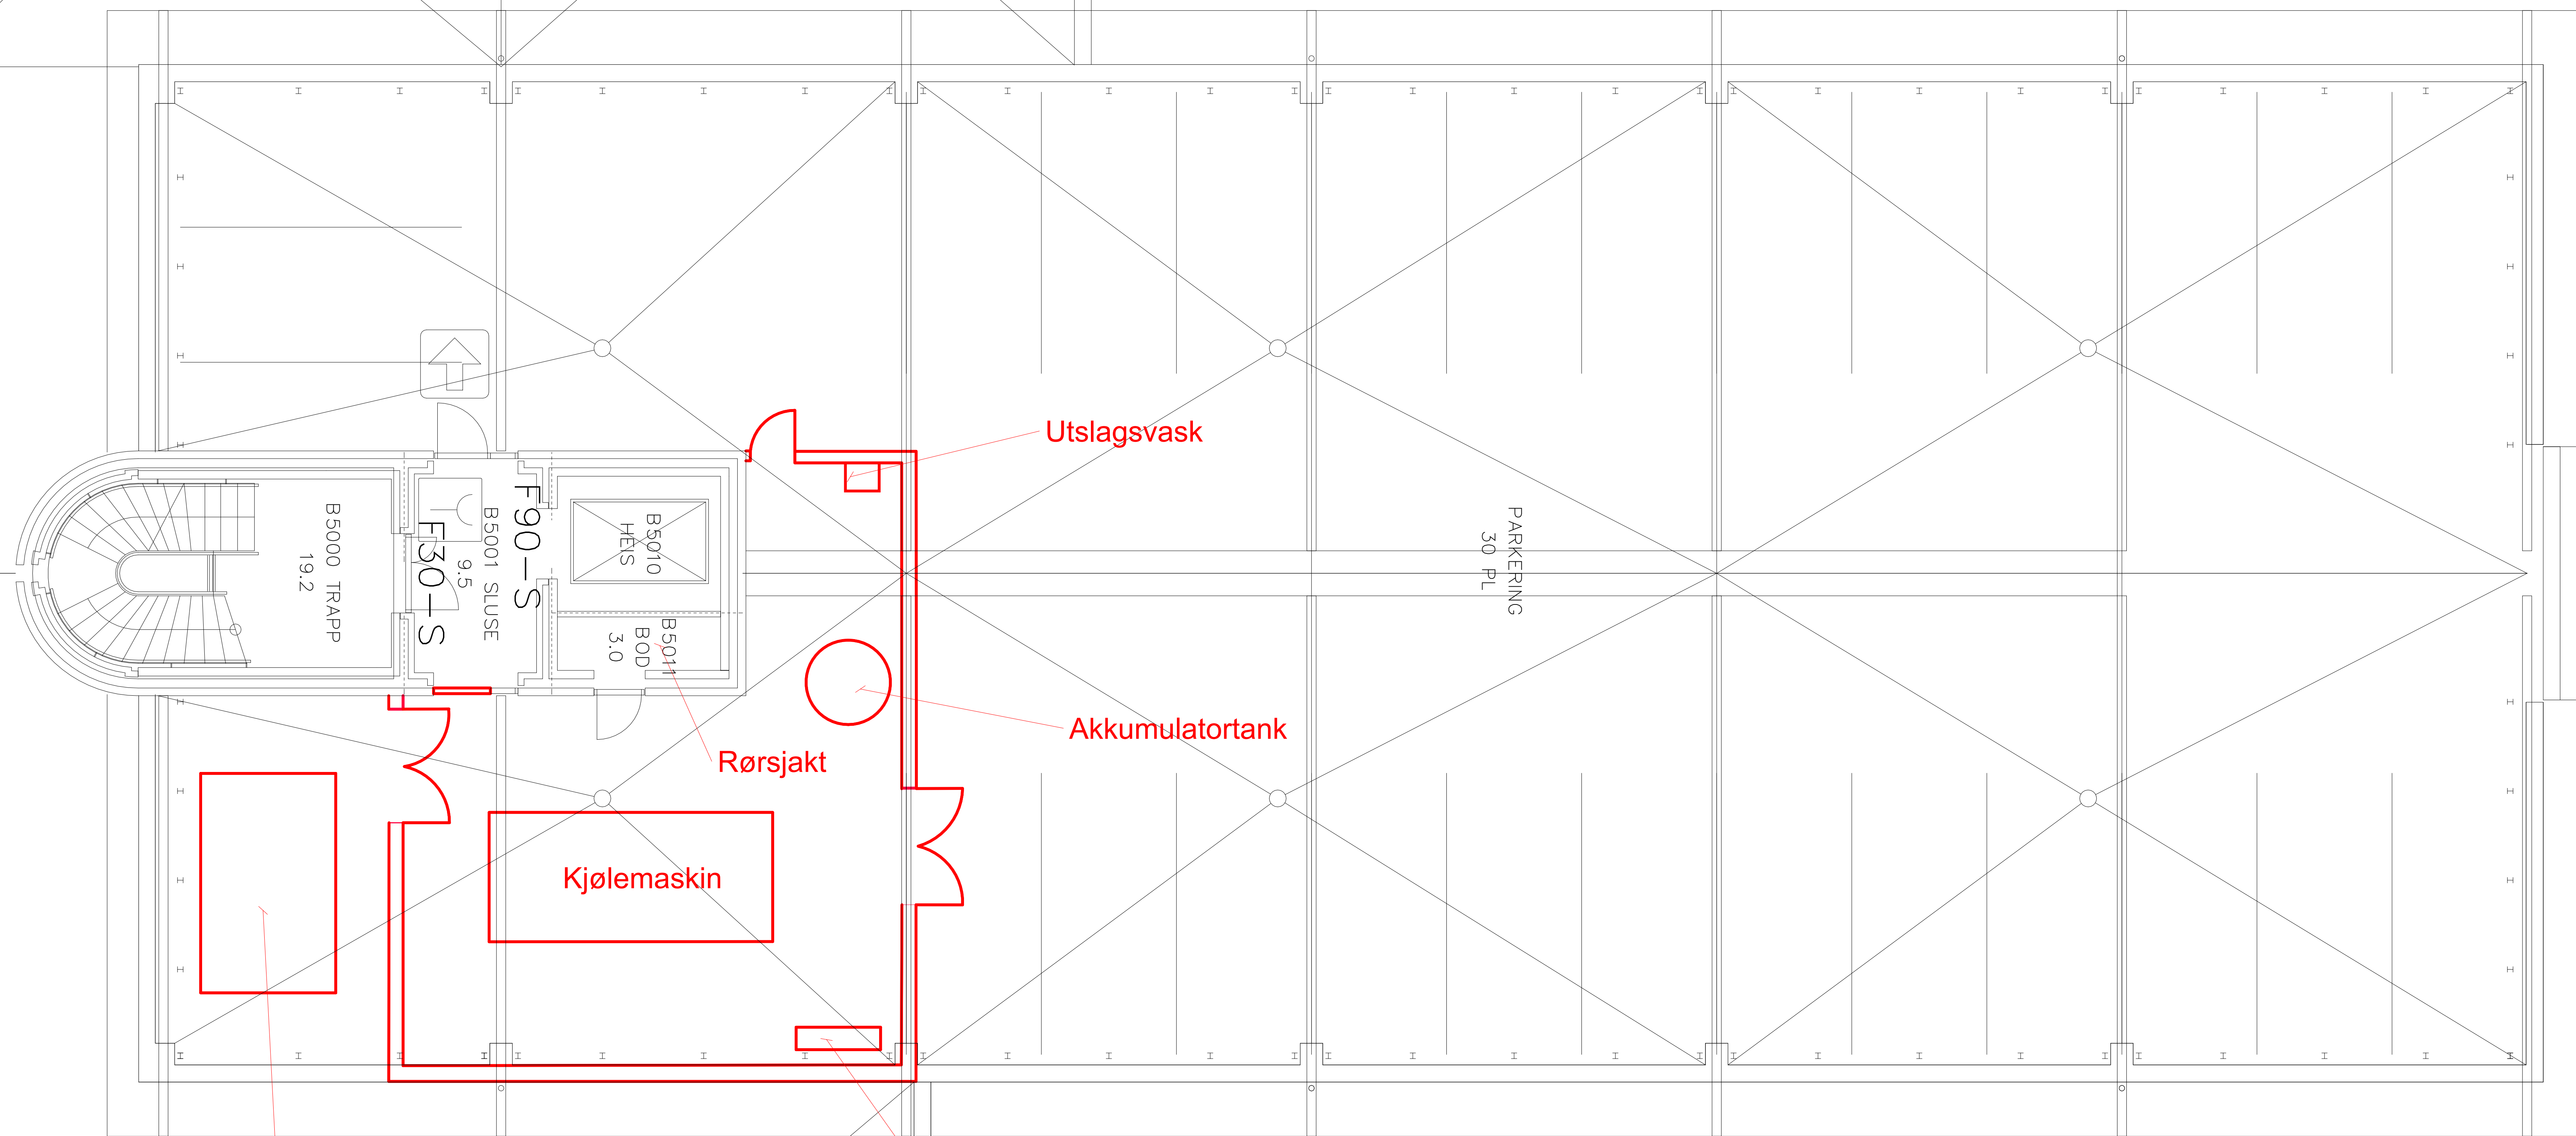 Utslagsvask
Akkumulatortank
Rørsjakt
Kjølemaskin
B5000 TRAPP
19.2
F30-S
B5001 SLUSE
9.5
F90-S
B5010
HEIS
B5011
BOD
3.0
PARKERING
30 PL